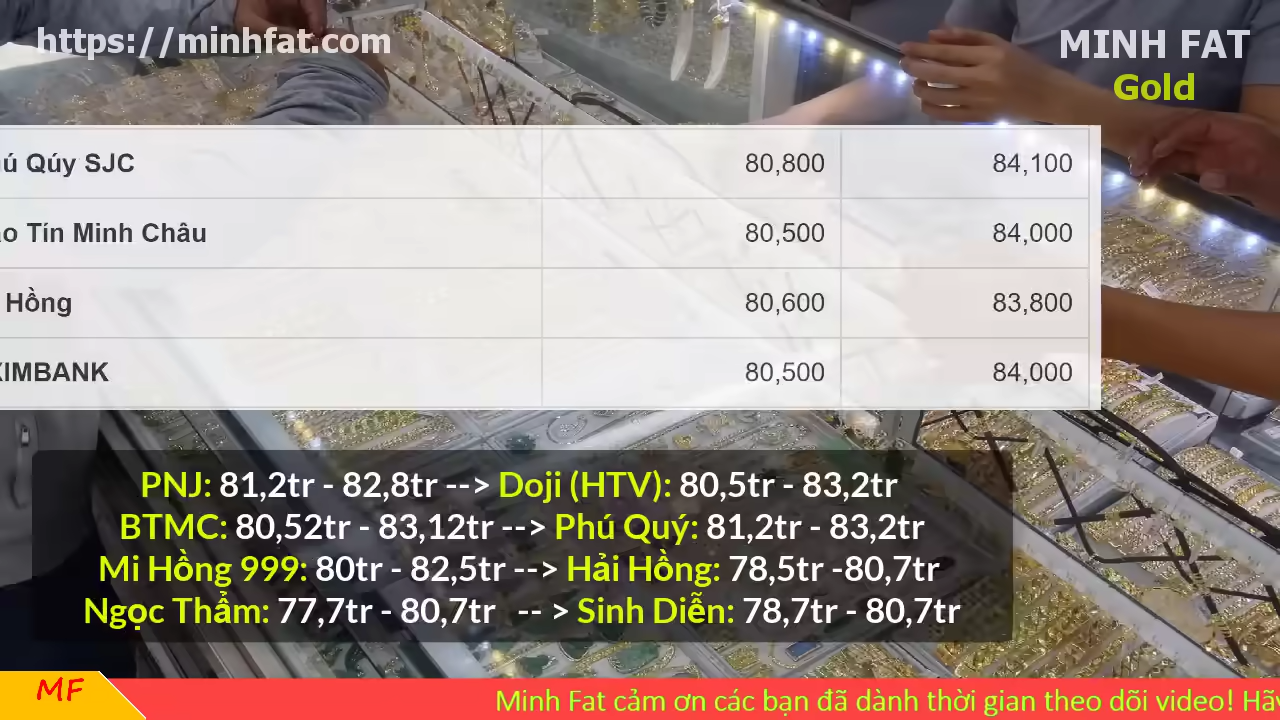 https://minhfat.com
MINH FAT
Gold
ú Qúy SJC 80,800 84,100
ao Tín Minh Châu 80,500 84,000
Hồng 80,600 83,800
XIMBANK 80,500 84,000
PNJ: 81,2tr - 82,8tr --> Doji (HTV): 80,5tr - 83,2tr
BTMC: 80,52tr - 83,12tr --> Phú Quý: 81,2tr - 83,2tr
Mi Hồng 999: 80tr - 82,5tr --> Hải Hồng: 78,5tr -80,7tr
Ngọc Thẩm: 77,7tr - 80,7tr -- > Sinh Diễn: 78,7tr - 80,7tr
MF
Minh Fat cảm ơn các bạn đã dành thời gian theo dõi video! Hãy